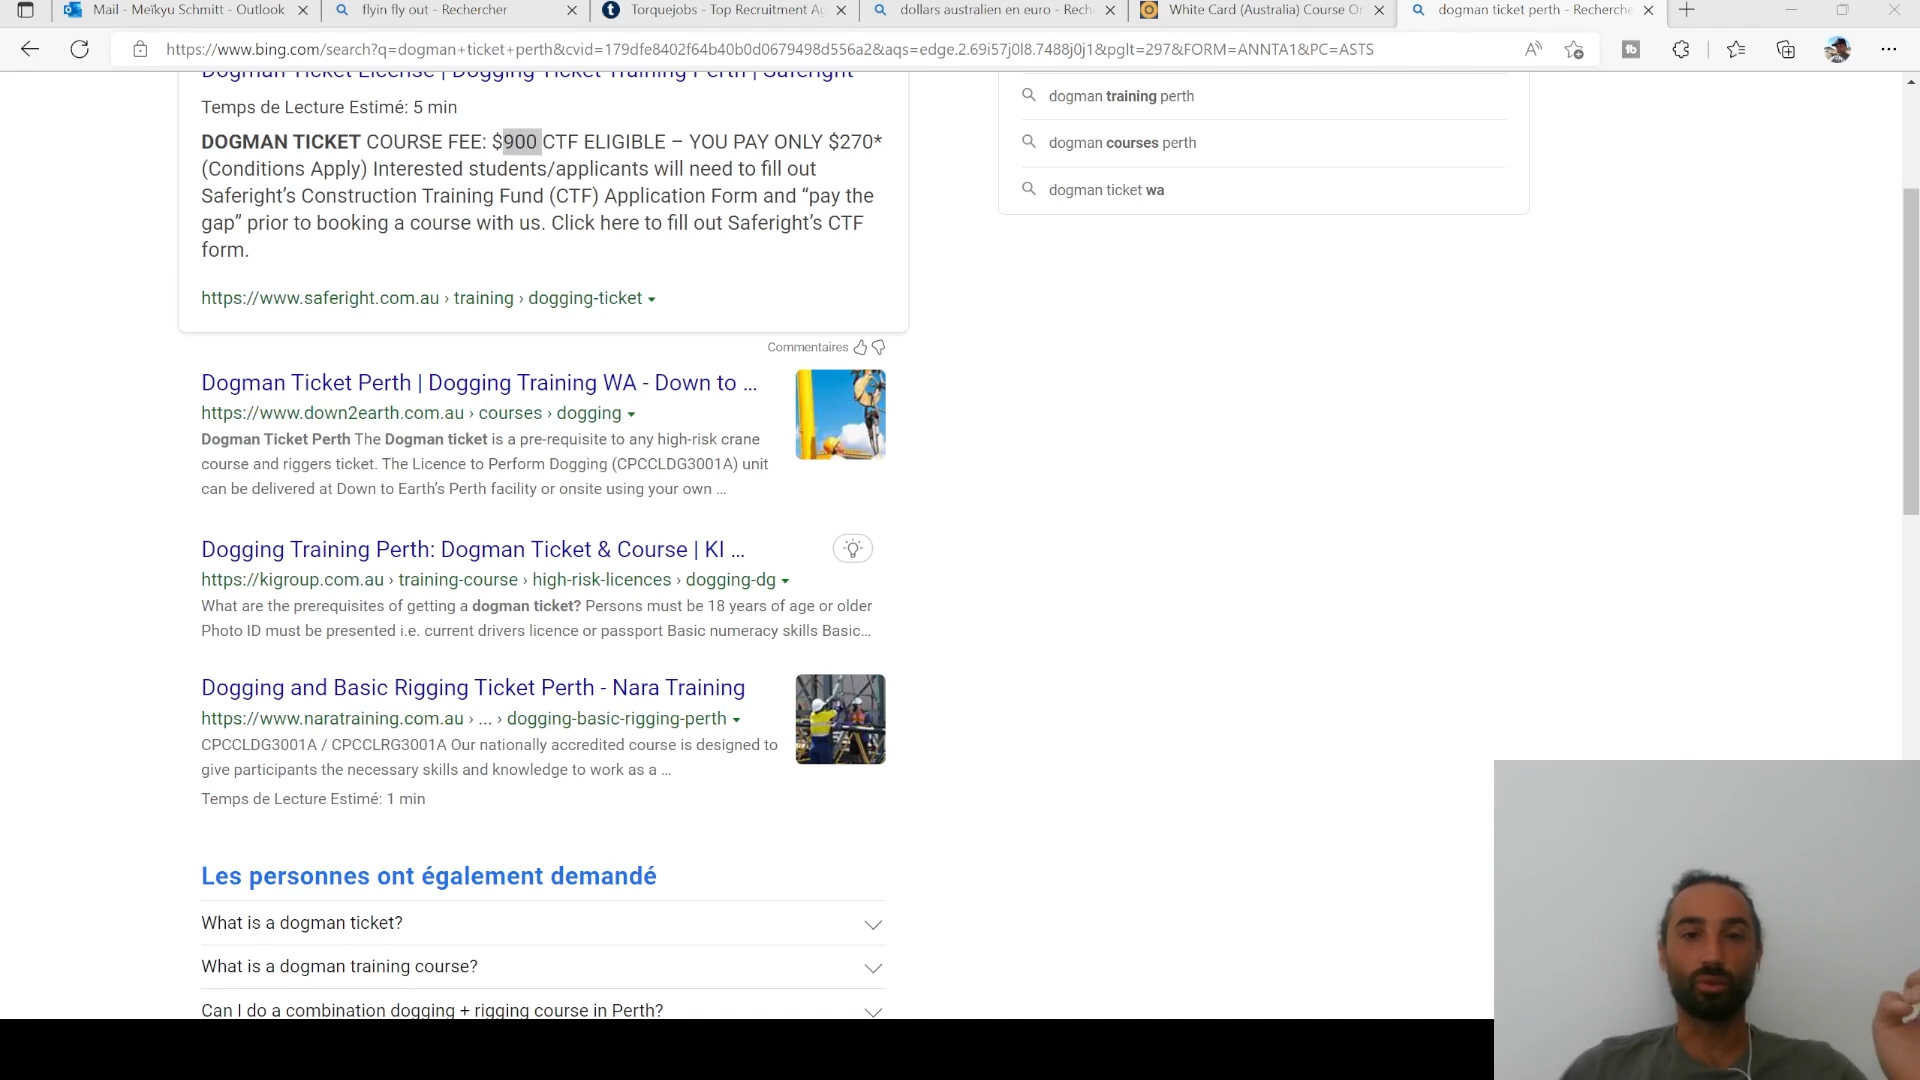 Mail - Meïkyu Schmitt - Outlook
flyin fly out - Rechercher
Torquejobs - Top Recruitment Ag
dollars australien en euro - Rech
White Card (Australia) Course On
dogman ticket perth - Recherche
https://www.bing.com/search?q=dogman+ticket+perth&cvid=179dfe8402f64b40b0d0679498d556a2&aqs=edge.2.69i57j0l8.7488j0j1&pglt=297&FORM=ANNTA1&PC=ASTS
Dogman Ticket License | Dogging Ticket Training Perth | Saferight
Temps de Lecture Estimé: 5 min
DOGMAN TICKET COURSE FEE: $900 CTF ELIGIBLE – YOU PAY ONLY $270*
(Conditions Apply) Interested students/applicants will need to fill out
Saferight’s Construction Training Fund (CTF) Application Form and “pay the
gap” prior to booking a course with us. Click here to fill out Saferight’s CTF
form.
https://www.saferight.com.au › training › dogging-ticket
Commentaires
Dogman Ticket Perth | Dogging Training WA - Down to ...
https://www.down2earth.com.au › courses › dogging
Dogman Ticket Perth The Dogman ticket is a pre-requisite to any high-risk crane
course and riggers ticket. The Licence to Perform Dogging (CPCCLDG3001A) unit
can be delivered at Down to Earth’s Perth facility or onsite using your own ...
Dogging Training Perth: Dogman Ticket & Course | KI ...
https://kigroup.com.au › training-course › high-risk-licences › dogging-dg
What are the prerequisites of getting a dogman ticket? Persons must be 18 years of age or older
Photo ID must be presented i.e. current drivers licence or passport Basic numeracy skills Basic...
Dogging and Basic Rigging Ticket Perth - Nara Training
https://www.naratraining.com.au › ... › dogging-basic-rigging-perth
CPCCLDG3001A / CPCCLRG3001A Our nationally accredited course is designed to
give participants the necessary skills and knowledge to work as a ...
Temps de Lecture Estimé: 1 min
Les personnes ont également demandé
What is a dogman ticket?
What is a dogman training course?
Can I do a combination dogging + rigging course in Perth?
dogman training perth
dogman courses perth
dogman ticket wa